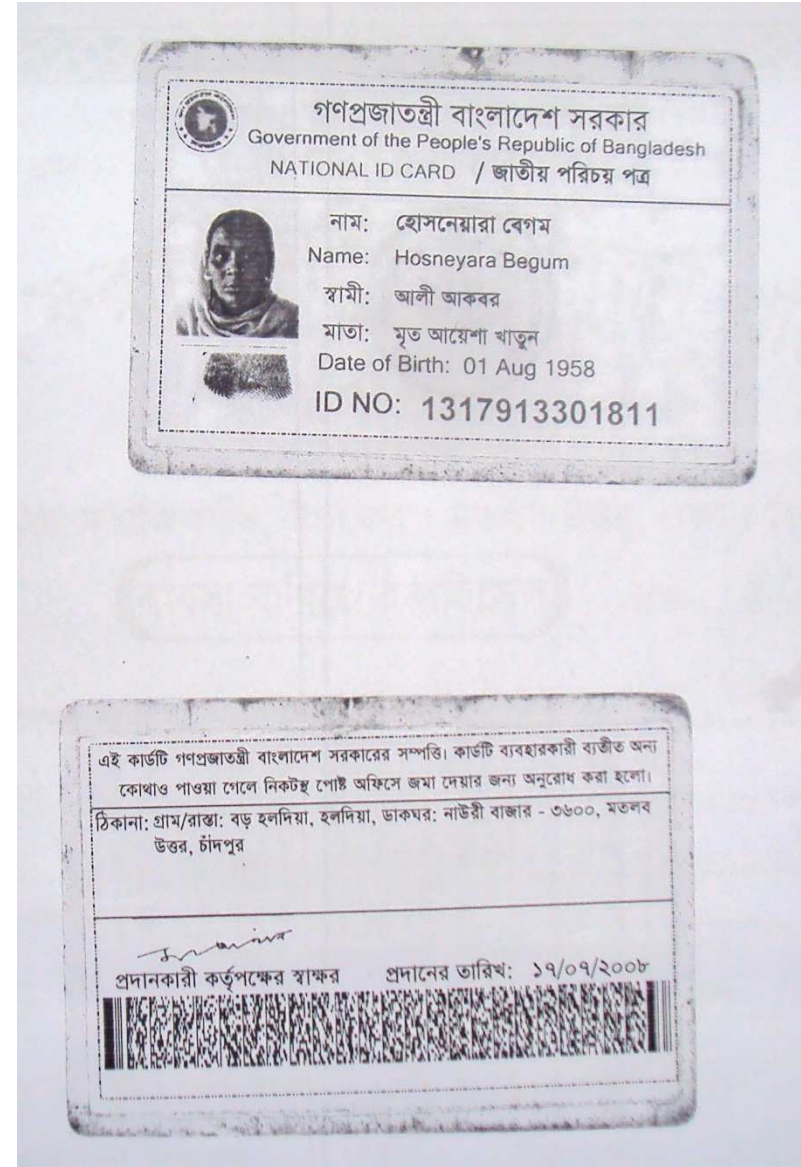 গণপ্রজাতন্ত্রী বাংলাদেশ সরকার
Government of the People's Republic of Bangladesh
NATIONAL ID CARD / জাতীয় পরিচয় পত্র
নাম: হোসনেয়ারা বেগম
Name: Hosneyara Begum
স্বামী: আলী আকবর
মাতা: মৃত আয়েশা খাতুন
Date of Birth: 01 Aug 1958
ID NO: 1317913301811
এই কার্ডটি গণপ্রজাতন্ত্রী বাংলাদেশ সরকারের সম্পত্তি। কার্ডটি ব্যবহারকারী ব্যতীত অন্য
কোথাও পাওয়া গেলে নিকটস্থ পোষ্ট অফিসে জমা দেয়ার জন্য অনুরোধ করা হলো।
ঠিকানা: গ্রাম/রাস্তা: বড় হলদিয়া, হলদিয়া, ডাকঘর: নাউরী বাজার - ৩৬০০, মতলব
উত্তর, চাঁদপুর
প্রদানকারী কর্তৃপক্ষের স্বাক্ষর প্রদানের তারিখ: ১৭/০৭/২০০৮